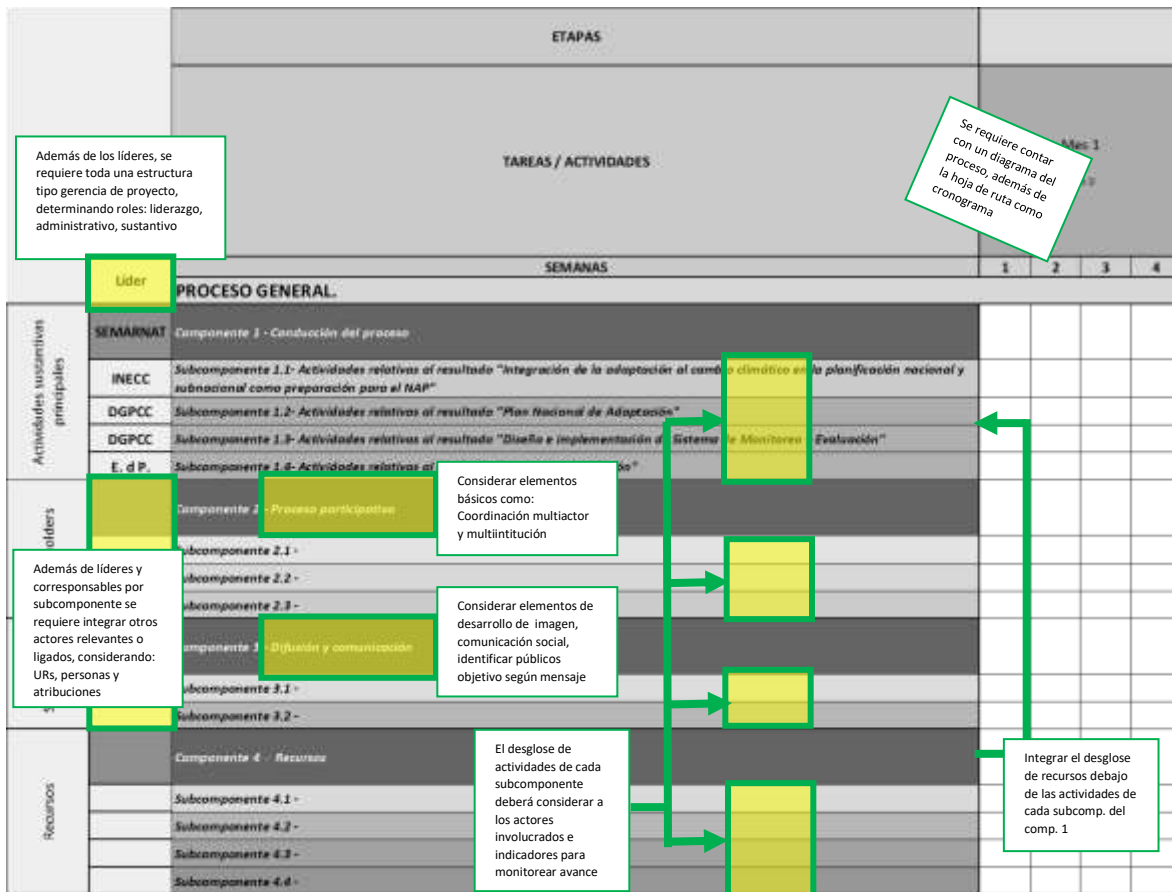 ETAPAS
TAREAS / ACTIVIDADES
Mes 1
Además de los líderes, se
requiere toda una estructura
tipo gerencia de proyecto,
determinando roles: liderazgo,
administrativo, sustantivo
Se requiere contar
con un diagrama del
proceso, además de
la hoja de ruta como
cronograma
SEMANAS
1 2 3 4
Líder
PROCESO GENERAL.
Actividades sustantivas
principales
SEMARNAT Componente 1 - Conducción del proceso
INECC
Subcomponente 1.1- Actividades relativas al resultado "Integración de la adaptación al cambio climático en la planificación nacional y
subnacional como preparación para el NAP"
DGPCC Subcomponente 1.2- Actividades relativas al resultado "Plan Nacional de Adaptación"
DGPCC Subcomponente 1.3- Actividades relativas al resultado "Diseño e implementación de Sistema de Monitoreo Evaluación"
E. d P. Subcomponente 1.4- Actividades relativas al ón"
Considerar elementos
básicos como:
Coordinación multiactor
y multiintitución
olders
Componente 2 - Proceso participativo
Subcomponente 2.1 -
Subcomponente 2.2 -
Subcomponente 2.3 -
Además de líderes y
corresponsables por
subcomponente se
requiere integrar otros
actores relevantes o
ligados, considerando:
URs, personas y
atribuciones
Considerar elementos de
desarrollo de imagen,
comunicación social,
identificar públicos
objetivo según mensaje
omponente 3 - Difusión y comunicación
Subcomponente 3.1 -
Subcomponente 3.2 -
Recursos
Componente 4 - Recursos
Subcomponente 4.1 -
Subcomponente 4.2 -
Subcomponente 4.3 -
Subcomponente 4.4 -
El desglose de
actividades de cada
subcomponente
deberá considerar a
los actores
involucrados e
indicadores para
monitorear avance
Integrar el desglose
de recursos debajo
de las actividades de
cada subcomp. del
comp. 1